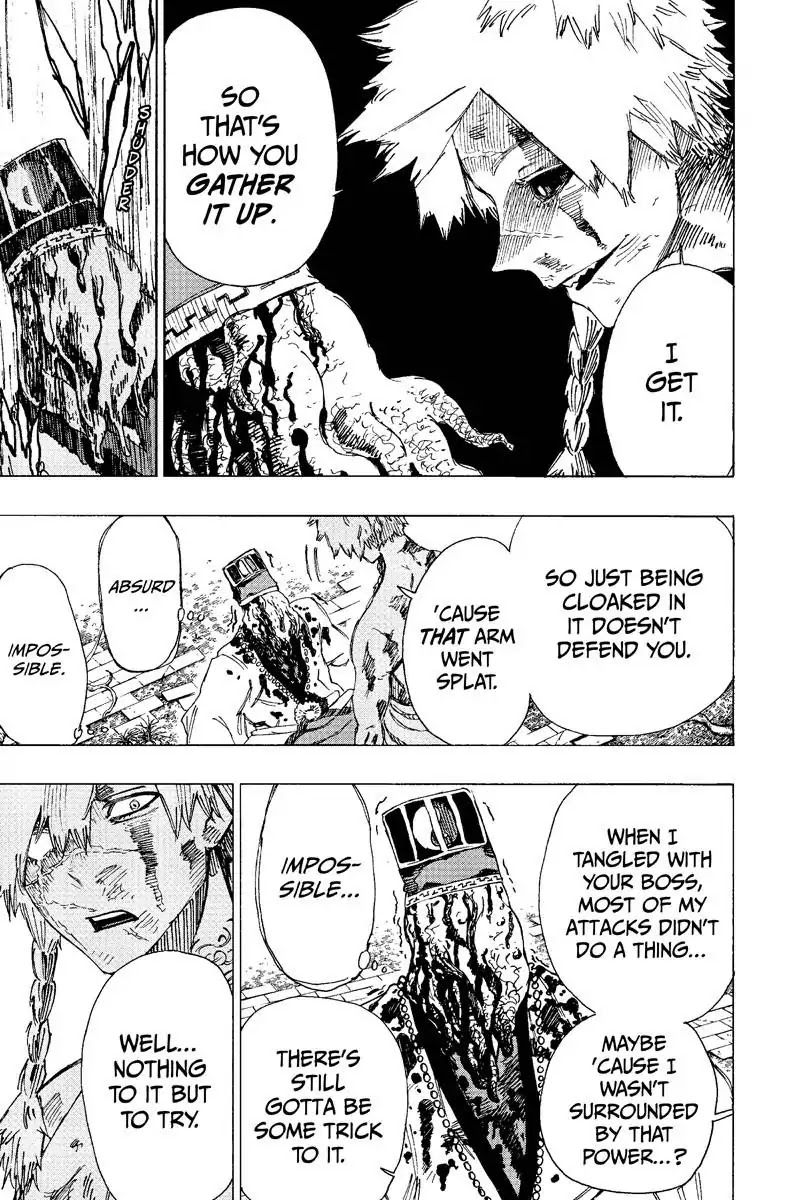 I
GET
IT.
SO
THAT'S
HOW YOU
GATHER
IT UP.
SHUDDER
SO JUST BEING
CLOAKED IN
IT DOESN'T
DEFEND YOU.
'CAUSE
THAT ARM
WENT
SPLAT.
ABSURD
...
IMPOS-
SIBLE.
WHEN I
TANGLED WITH
YOUR BOSS,
MOST OF MY
ATTACKS DIDN'T
DO A THING...
MAYBE
'CAUSE I
WASN'T
SURROUNDED
BY THAT
POWER...?
IMPOS-
SIBLE...
THERE'S
STILL
GOTTA BE
SOME TRICK
TO IT.
WELL...
NOTHING
TO IT BUT
TO TRY.